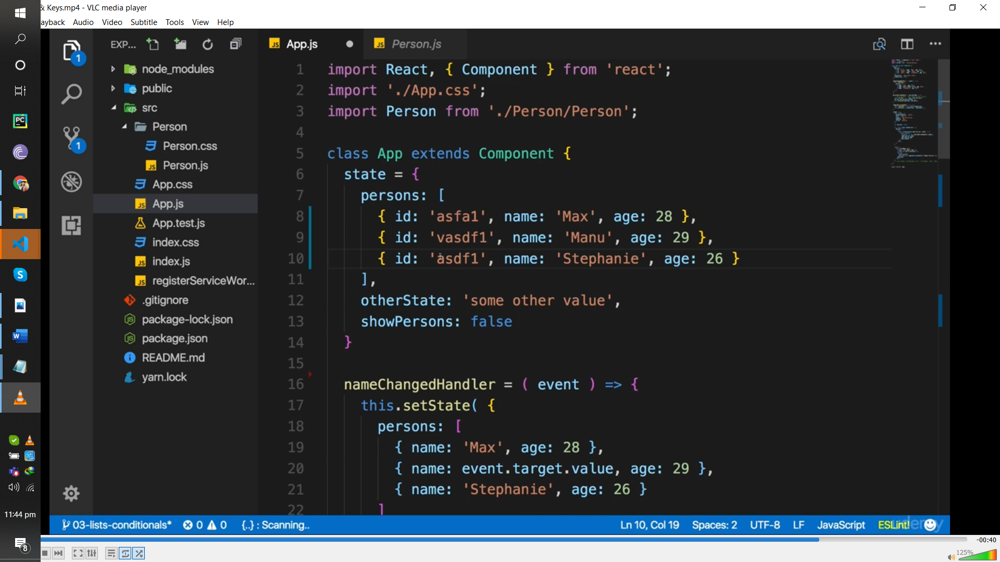 & Keys.mp4 - VLC media player
ayback Audio Video Subtitle Tools View Help
EXP...
App.js
Person.js
node_modules
public
src
Person
Person.css
Person.js
App.css
App.js
App.test.js
index.css
index.js
registerServiceWor...
.gitignore
package-lock.json
package.json
README.md
yarn.lock
1 import React, { Component } from 'react';
2 import './App.css';
3 import Person from './Person/Person';
4
5 class App extends Component {
6 state = {
7 persons: [
8 { id: 'asfa1', name: 'Max', age: 28 },
9 { id: 'vasdf1', name: 'Manu', age: 29 },
10 { id: 'asdf1', name: 'Stephanie', age: 26 }
11 ],
12 otherState: 'some other value',
13 showPersons: false
14 }
15
16 nameChangedHandler = ( event ) => {
17 this.setState( {
18 persons: [
19 { name: 'Max', age: 28 },
20 { name: event.target.value, age: 29 },
21 { name: 'Stephanie', age: 26 }
22 ]
03-lists-conditionals* 0 0 {..} : Scanning.. Ln 10, Col 19 Spaces: 2 UTF-8 LF JavaScript ESLint!
udemy
-00:40
125%
11:44 pm
8
1
1
PC
W
S